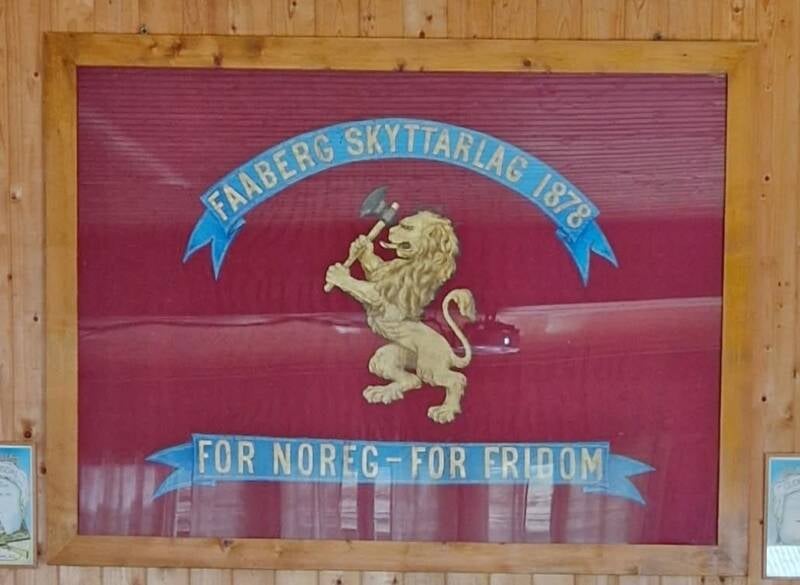 FAABERG SKYTTARLAG 1878
FOR NOREG-FOR FRIDOM